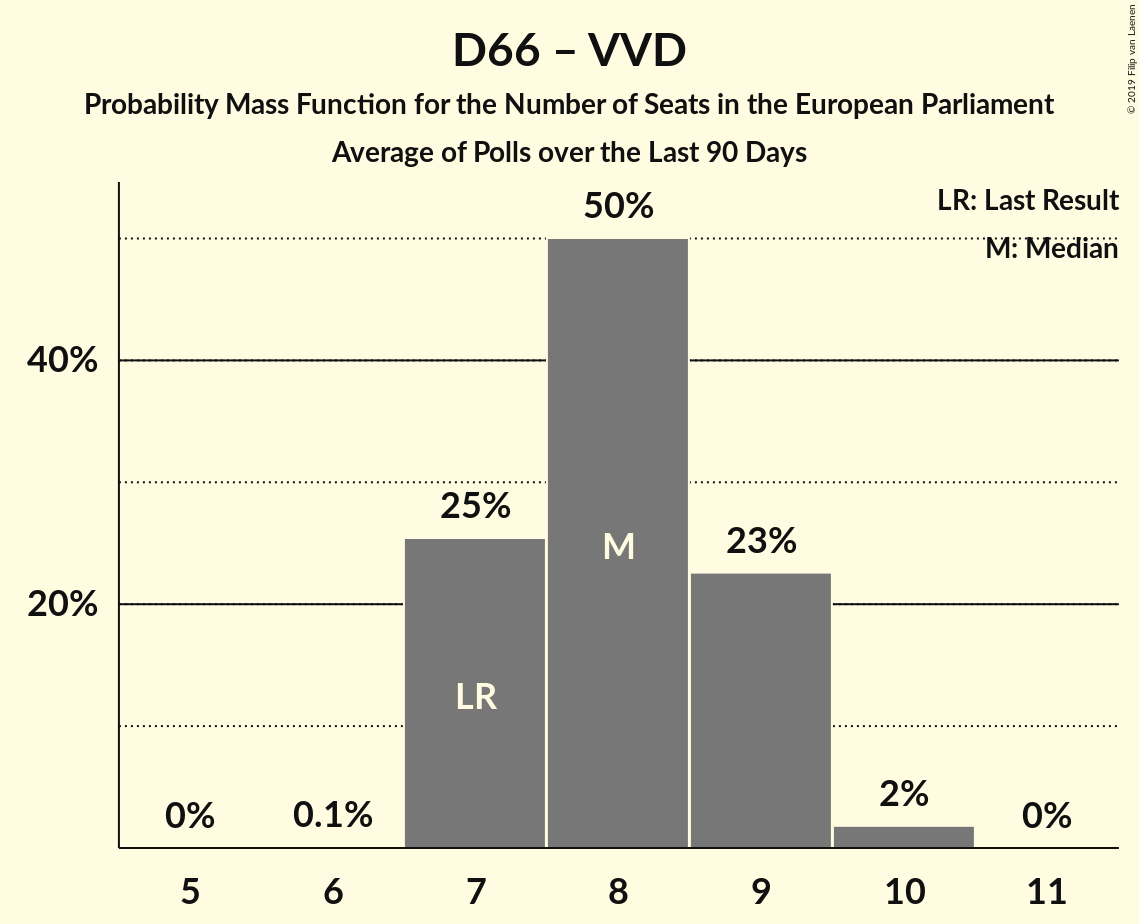 D66 – VVD
Probability Mass Function for the Number of Seats in the European Parliament
Average of Polls over the Last 90 Days
© 2019 Filip van Laenen
LR: Last Result
M: Median
50%
40%
25%
M
23%
20%
LR
0%
0.1%
2%
0%
5
6
7
8
9
10
11